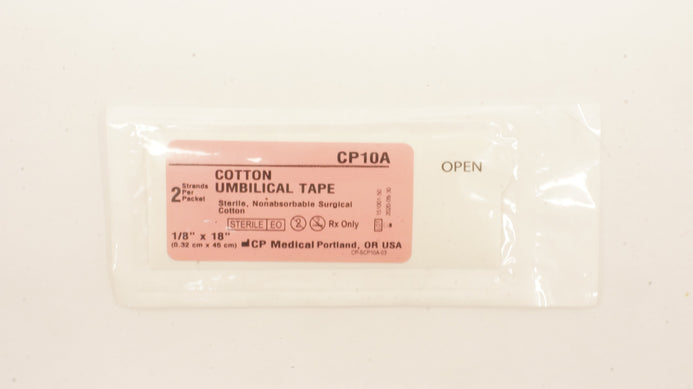 CP10A
COTTON
UMBILICAL TAPE
2 Strands
Per
Packet
Sterile, Nonabsorbable Surgical
Cotton
STERILE EO 2 Rx Only
1/8" x 18"
(0.32 cm x 45 cm)
CP Medical Portland, OR USA
OPEN